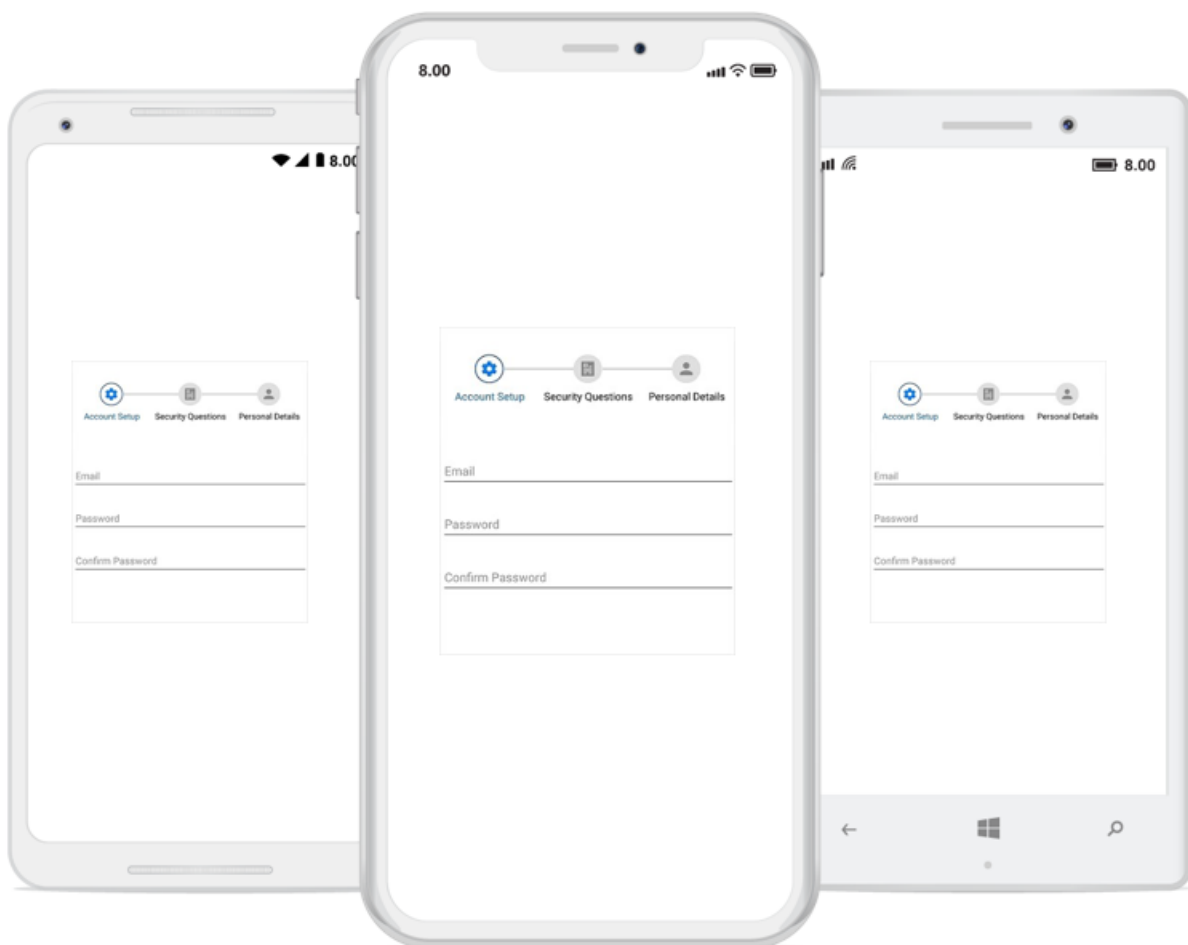 8.00
Account Setup Security Questions Personal Details
Email
Password
Confirm Password
8.00
Account Setup Security Questions Personal Details
Email
Password
Confirm Password
8.00
Account Setup Security Questions Personal Details
Email
Password
Confirm Password